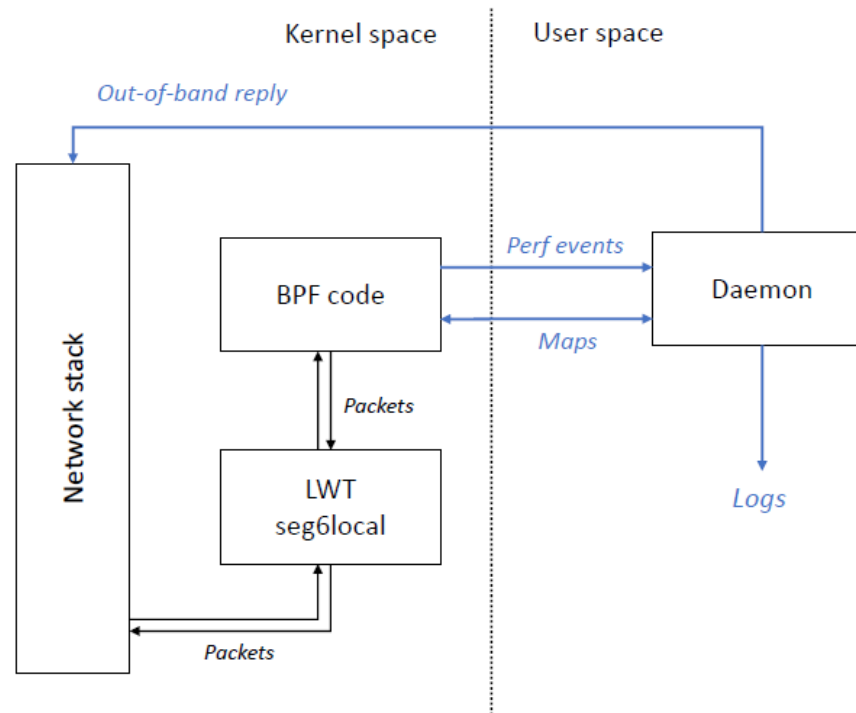 Kernel space
User space
Out-of-band reply
Network stack
BPF code
Perf events
Maps
Daemon
Packets
LWT
seg6local
Logs
Packets